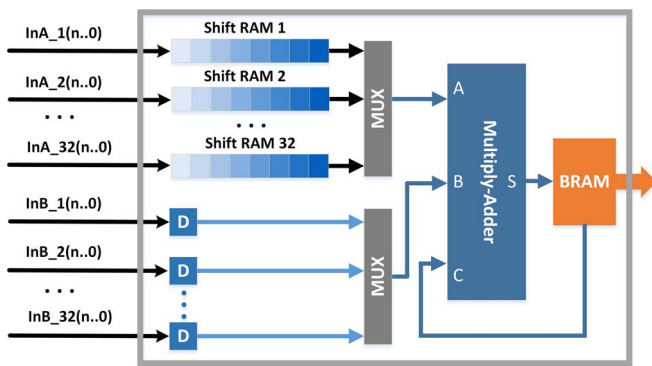 InA_1(n..0)
Shift RAM 1
InA_2(n..0)
Shift RAM 2
. . .
. . .
InA_32(n..0)
Shift RAM 32
MUX
A
Multiply-Adder
B
S
BRAM
C
InB_1(n..0)
D
InB_2(n..0)
D
. . .
InB_32(n..0)
D
MUX